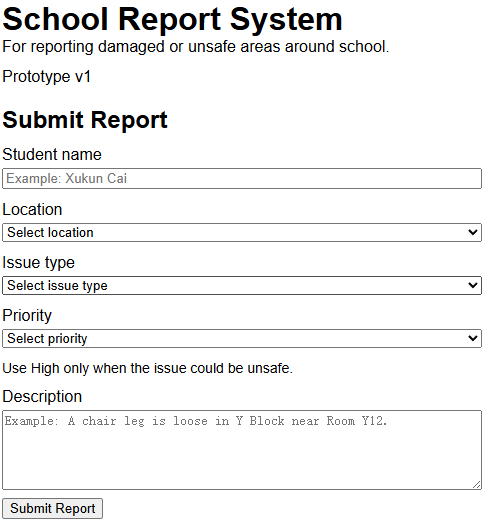 School Report System
For reporting damaged or unsafe areas around school.
Prototype v1
Submit Report
Student name
Example: Xukun Cai
Location
Select location
Issue type
Select issue type
Priority
Select priority
Use High only when the issue could be unsafe.
Description
Example: A chair leg is loose in Y Block near Room Y12.
Submit Report